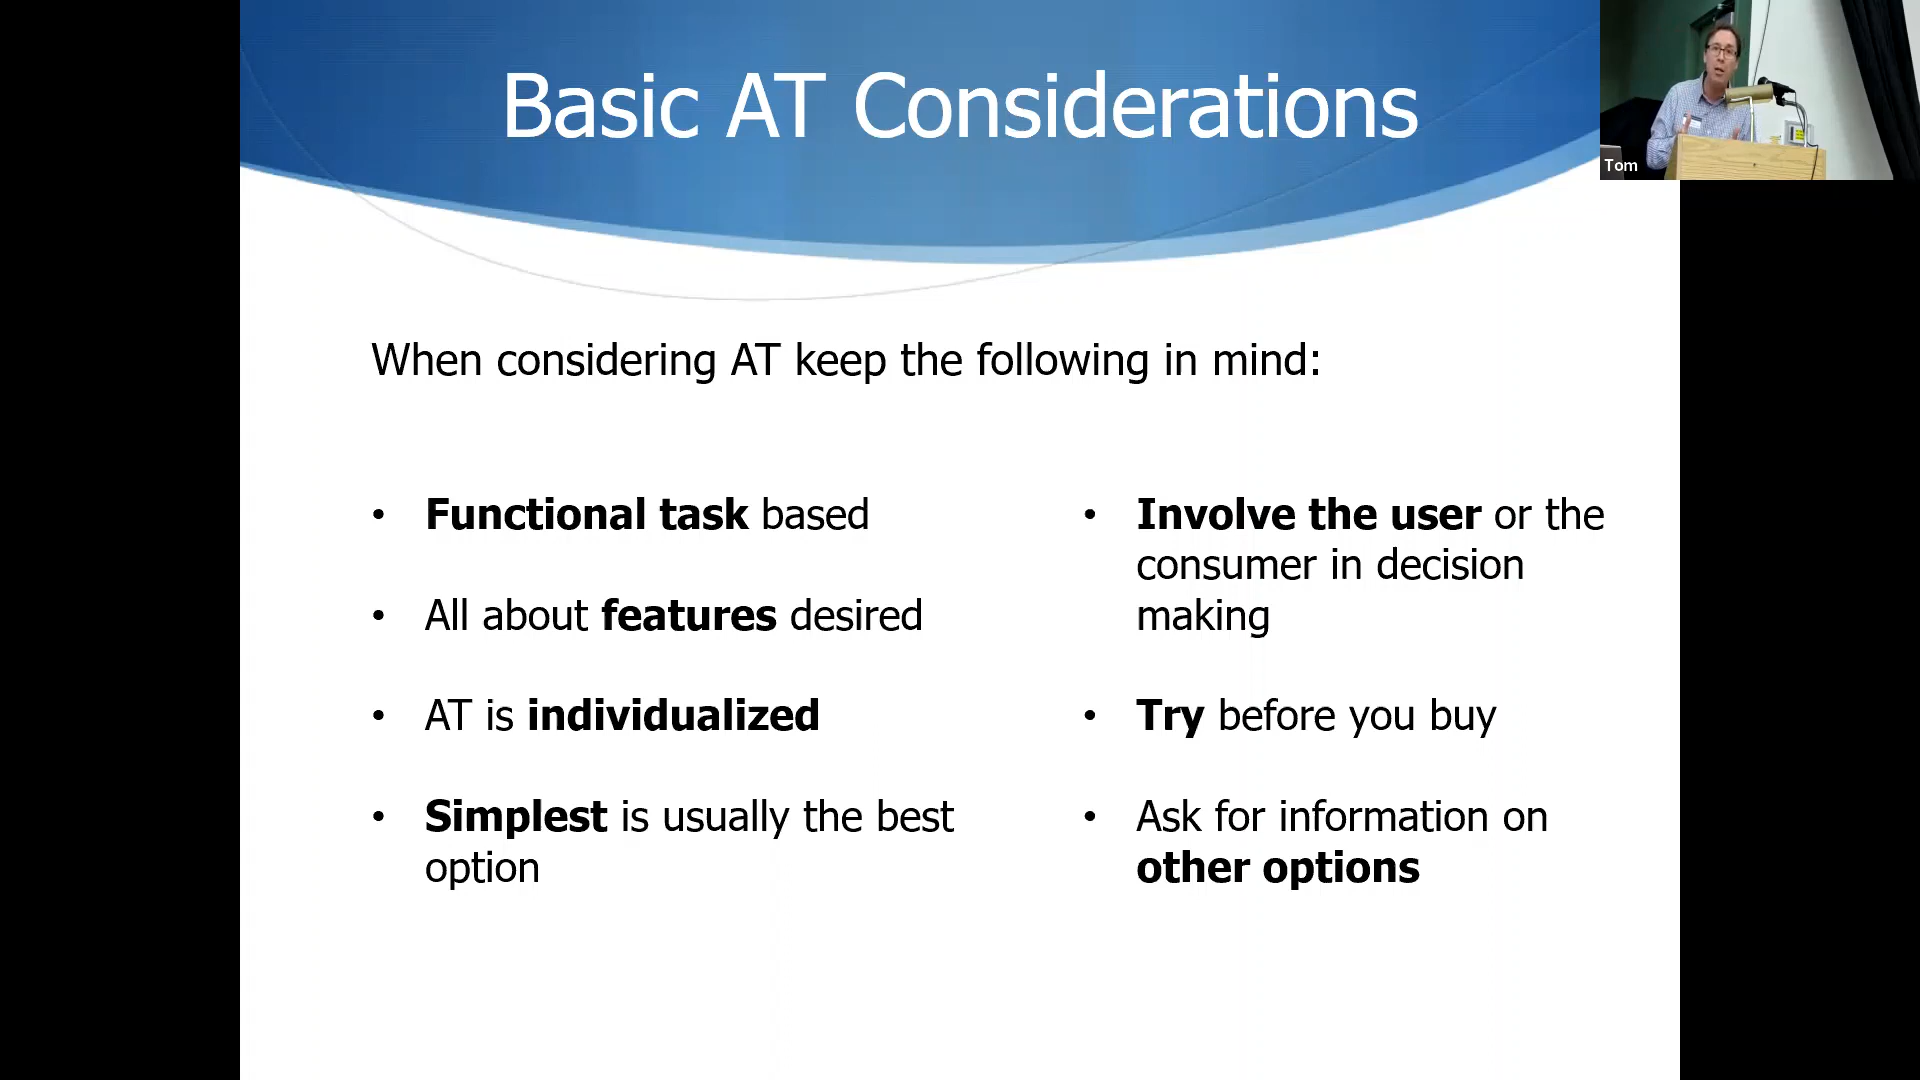 Basic AT Considerations
Tom
When considering AT keep the following in mind:
• Functional task based
• All about features desired
• AT is individualized
• Simplest is usually the best
option
• Involve the user or the
consumer in decision
making
• Try before you buy
• Ask for information on
other options